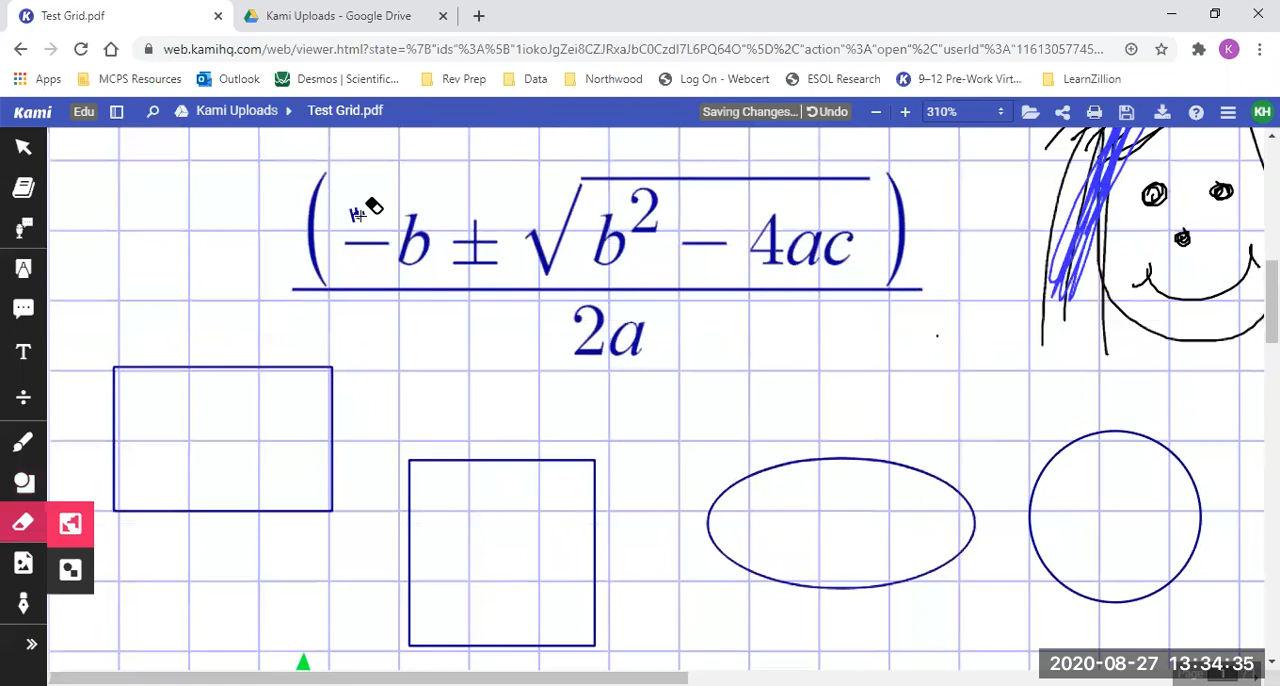 Test Grid.pdf
Kami Uploads - Google Drive
web.kamihq.com/web/viewer.html?state=%7B"ids"%3A%5B"1iokoJgZei8CZJRxaJbC0CzdI7L6PQ64O"%5D%2C"action"%3A"open"%2C"userId"%3A"11613057745...
K
Apps MCPS Resources Outlook Desmos | Scientific... Rev Prep Data Northwood Log On - Webcert ESOL Research 9–12 Pre-Work Virt... LearnZillion
Kami Edu Kami Uploads Test Grid.pdf Saving Changes... Undo 310% KH
(−b ± √b² − 4ac)
2a
2020-08-27 13:34:35
Page 1